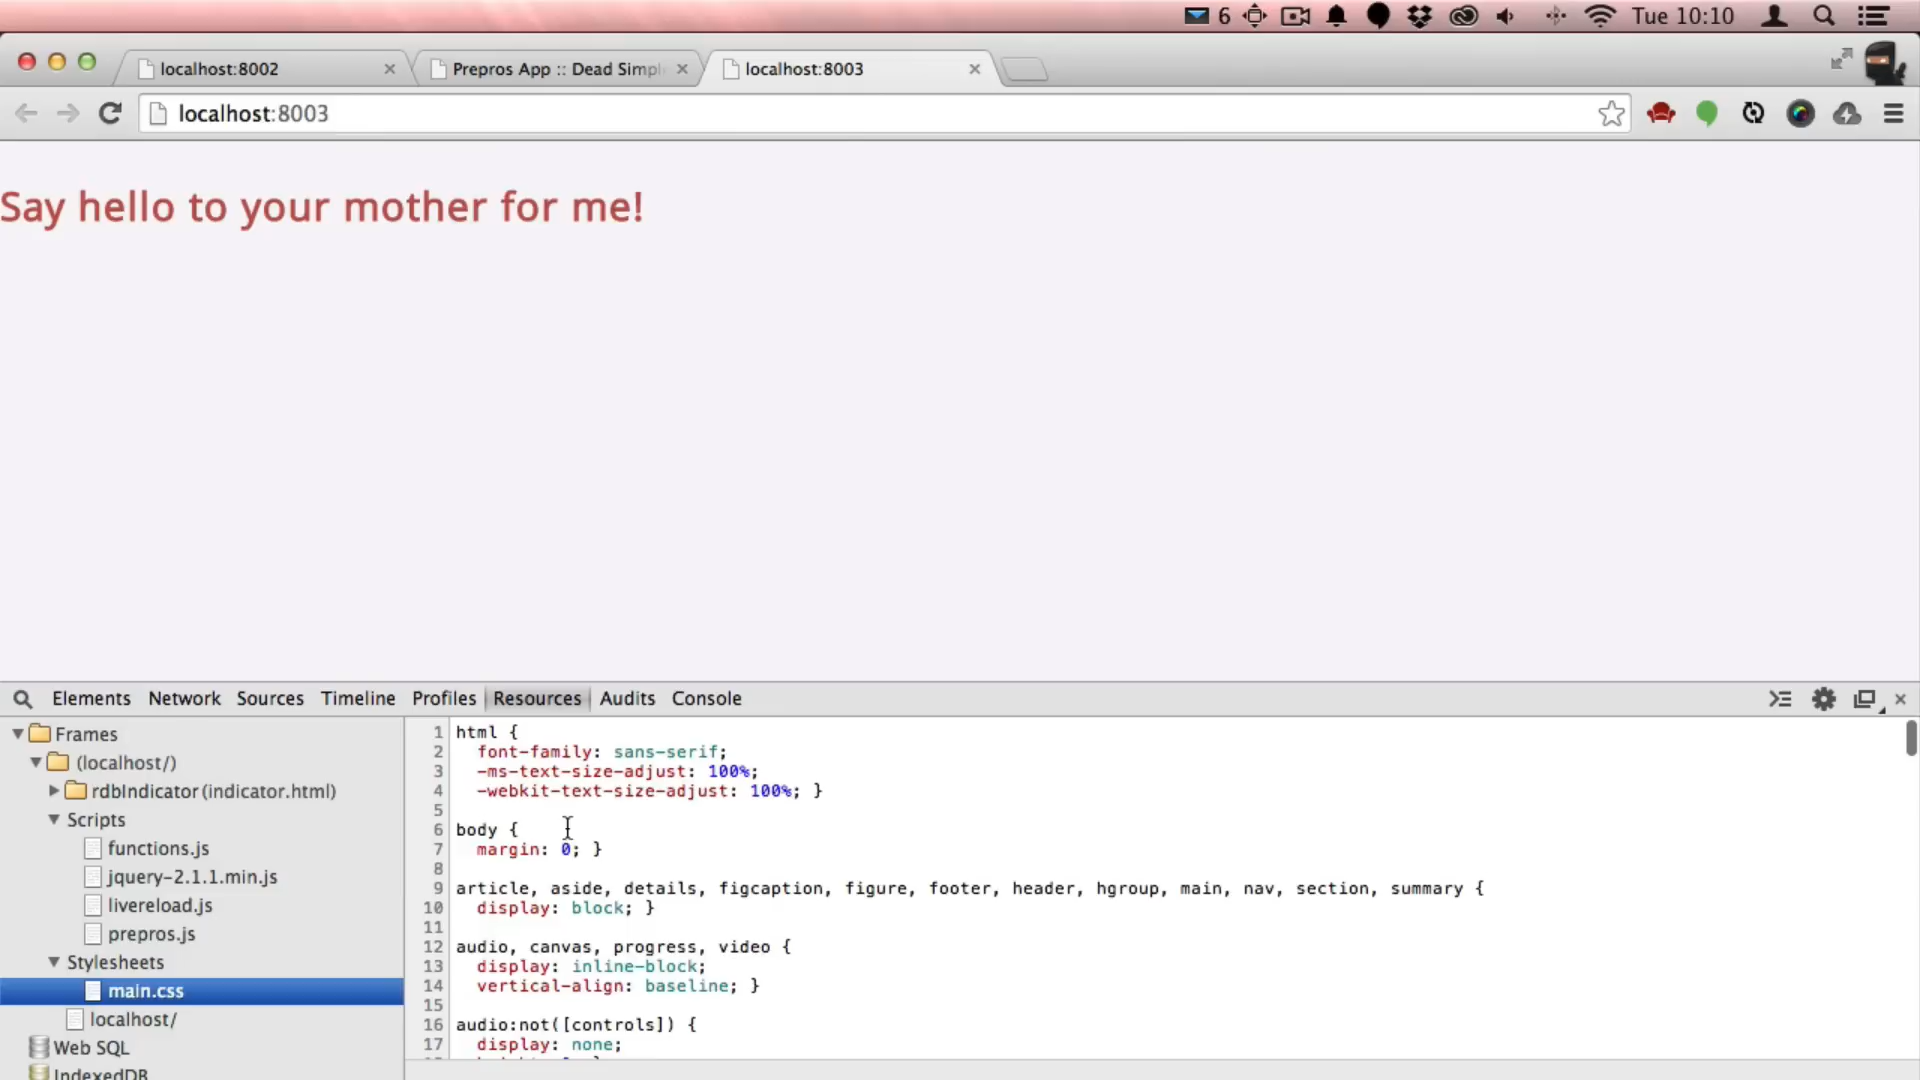 6 Tue 10:10
localhost:8002 Prepros App :: Dead Simpl localhost:8003
localhost:8003
Say hello to your mother for me!
Elements Network Sources Timeline Profiles Resources Audits Console
Frames
(localhost/)
rdbIndicator (indicator.html)
Scripts
functions.js
jquery-2.1.1.min.js
livereload.js
prepros.js
Stylesheets
main.css
localhost/
Web SQL
IndexedDB
1 html {
2 font-family: sans-serif;
3 -ms-text-size-adjust: 100%;
4 -webkit-text-size-adjust: 100%; }
5
6 body {
7 margin: 0; }
8
9 article, aside, details, figcaption, figure, footer, header, hgroup, main, nav, section, summary {
10 display: block; }
11
12 audio, canvas, progress, video {
13 display: inline-block;
14 vertical-align: baseline; }
15
16 audio:not([controls]) {
17 display: none;